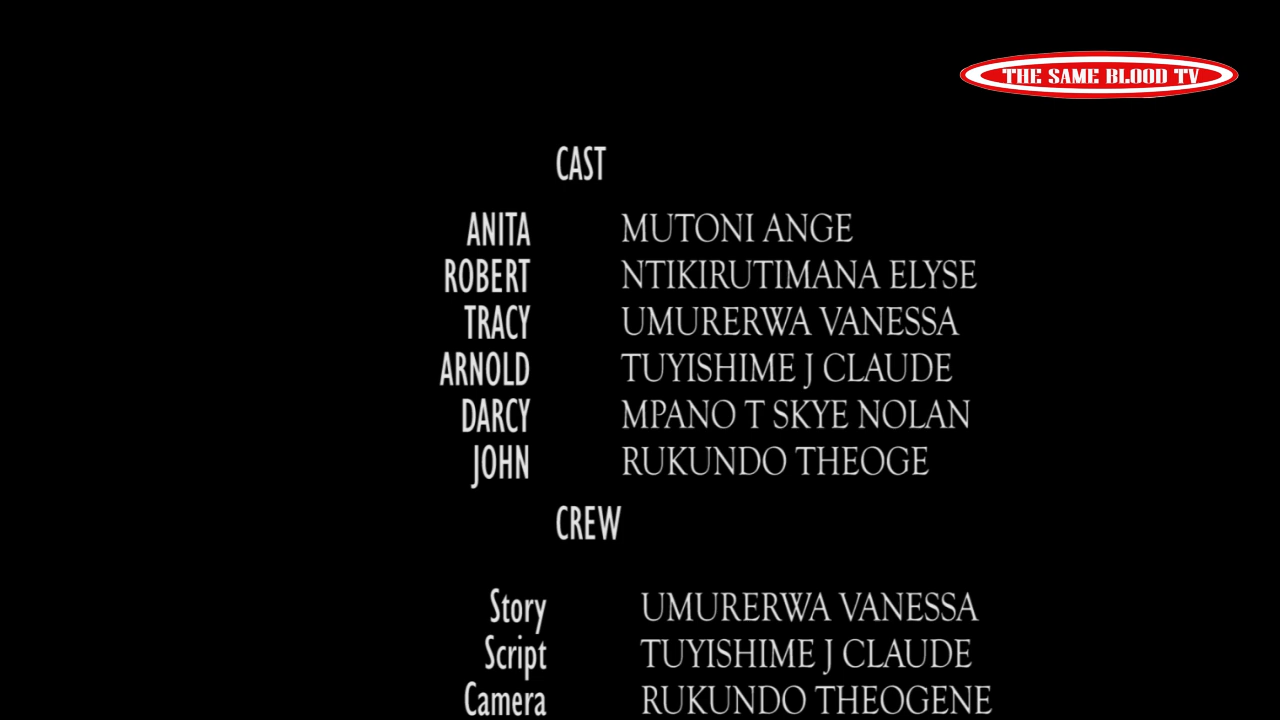 THE SAME BLOOD TV
CAST
ANITA MUTONI ANGE
ROBERT NTIKIRUTIMANA ELYSE
TRACY UMURERWA VANESSA
ARNOLD TUYISHIME J CLAUDE
DARCY MPANO T SKYE NOLAN
JOHN RUKUNDO THEOGE
CREW
Story UMURERWA VANESSA
Script TUYISHIME J CLAUDE
Camera RUKUNDO THEOGENE